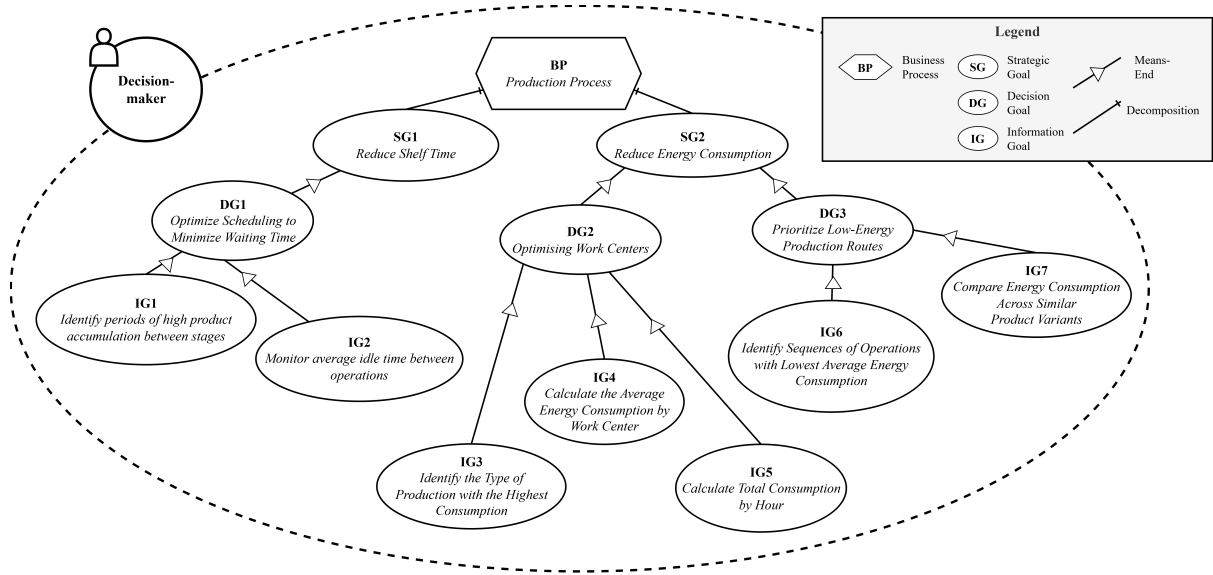 Decision-
maker
BP
Production Process
Legend
BP
Business
Process
SG
Strategic
Goal
Means-
End
DG
Decision
Goal
Decomposition
IG
Information
Goal
SG1
Reduce Shelf Time
SG2
Reduce Energy Consumption
DG1
Optimize Scheduling to
Minimize Waiting Time
DG2
Optimising Work Centers
DG3
Prioritize Low-Energy
Production Routes
IG1
Identify periods of high product
accumulation between stages
IG2
Monitor average idle time between
operations
IG7
Compare Energy Consumption
Across Similar
Product Variants
IG6
Identify Sequences of Operations
with Lowest Average Energy
Consumption
IG4
Calculate the Average
Energy Consumption by
Work Center
IG3
Identify the Type of
Production with the Highest
Consumption
IG5
Calculate Total Consumption
by Hour